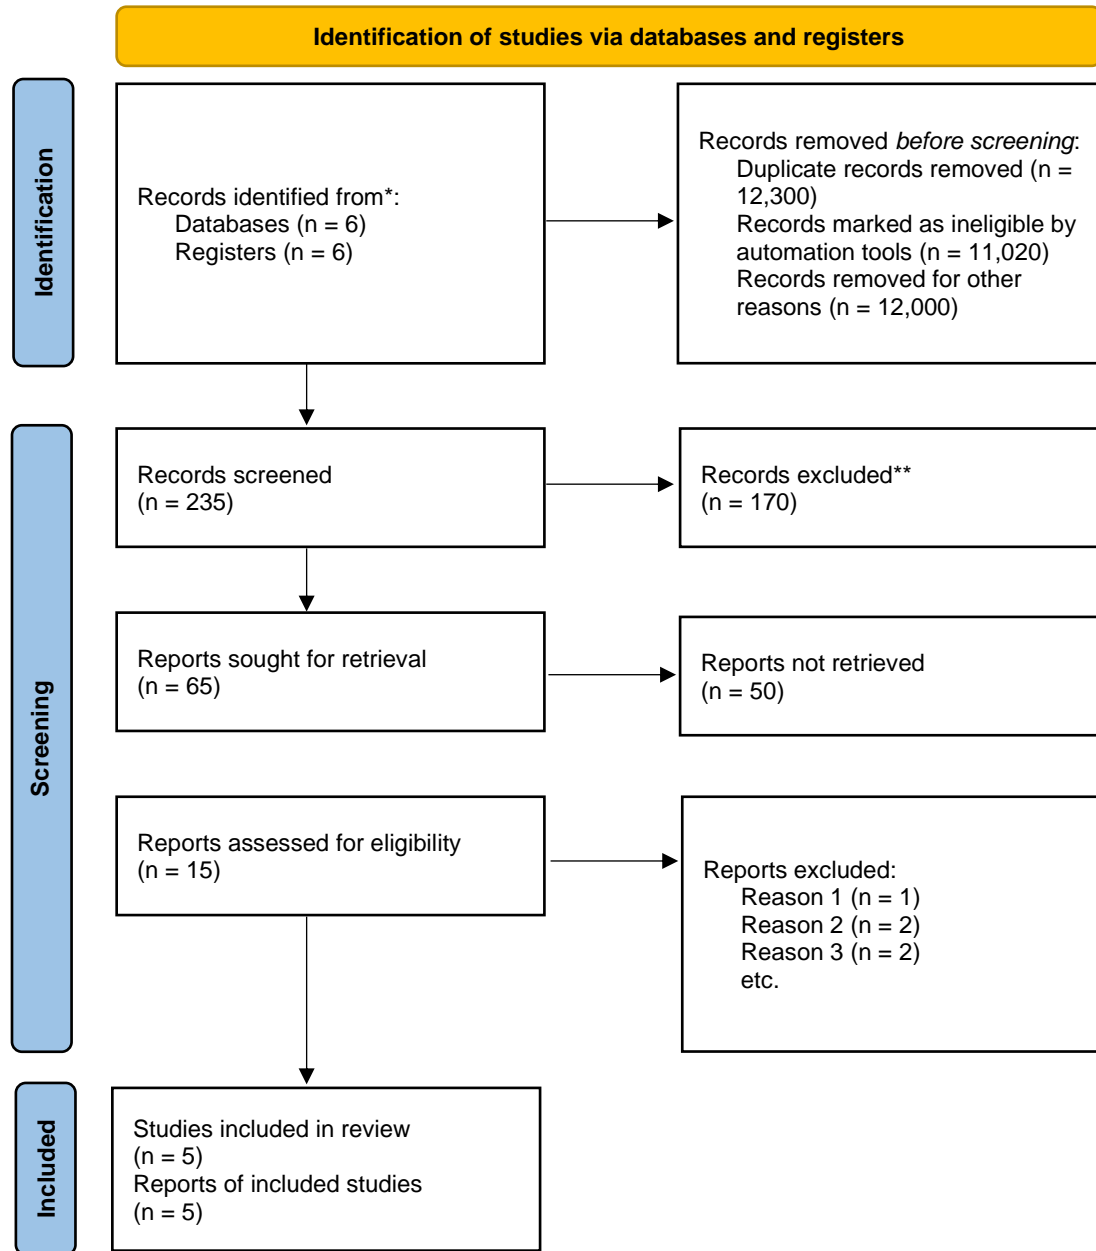 Identification of studies via databases and registers
Identification
Records identified from*:
Databases (n = 6)
Registers (n = 6)
Records removed before screening:
Duplicate records removed (n =
12,300)
Records marked as ineligible by
automation tools (n = 11,020)
Records removed for other
reasons (n = 12,000)
Screening
Records screened
(n = 235)
Records excluded**
(n = 170)
Reports sought for retrieval
(n = 65)
Reports not retrieved
(n = 50)
Reports assessed for eligibility
(n = 15)
Reports excluded:
Reason 1 (n = 1)
Reason 2 (n = 2)
Reason 3 (n = 2)
etc.
Included
Studies included in review
(n = 5)
Reports of included studies
(n = 5)